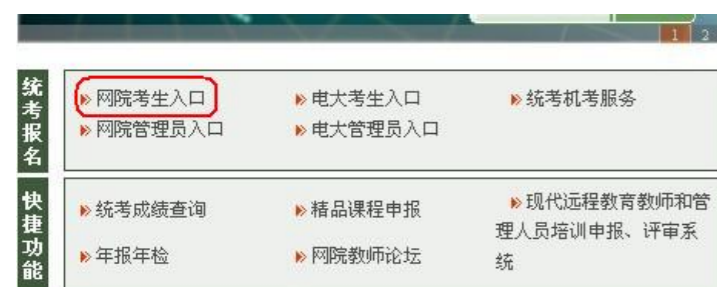 1 2
统考报名
网院考生入口 电大考生入口 统考机考服务
网院管理员入口 电大管理员入口
快捷功能
统考成绩查询 精品课程申报 现代远程教育教师和管
理人员培训申报、评审系
统
年报年检 网院教师论坛